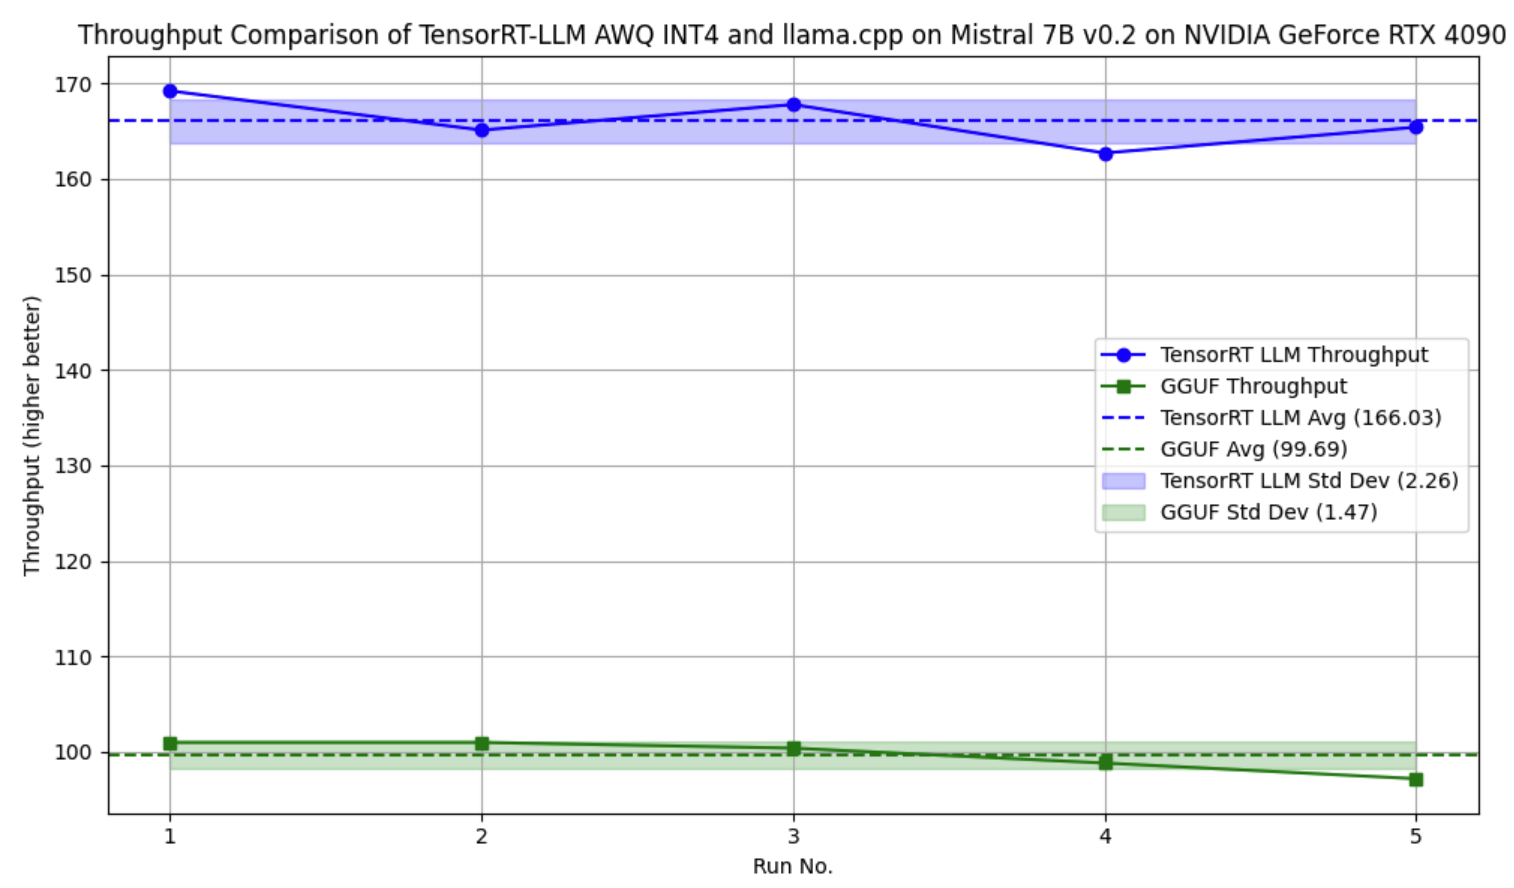 Throughput Comparison of TensorRT-LLM AWQ INT4 and llama.cpp on Mistral 7B v0.2 on NVIDIA GeForce RTX 4090
Throughput (higher better)
170
160
150
140
130
120
110
100
TensorRT LLM Throughput
GGUF Throughput
TensorRT LLM Avg (166.03)
GGUF Avg (99.69)
TensorRT LLM Std Dev (2.26)
GGUF Std Dev (1.47)
1 2 3 4 5
Run No.